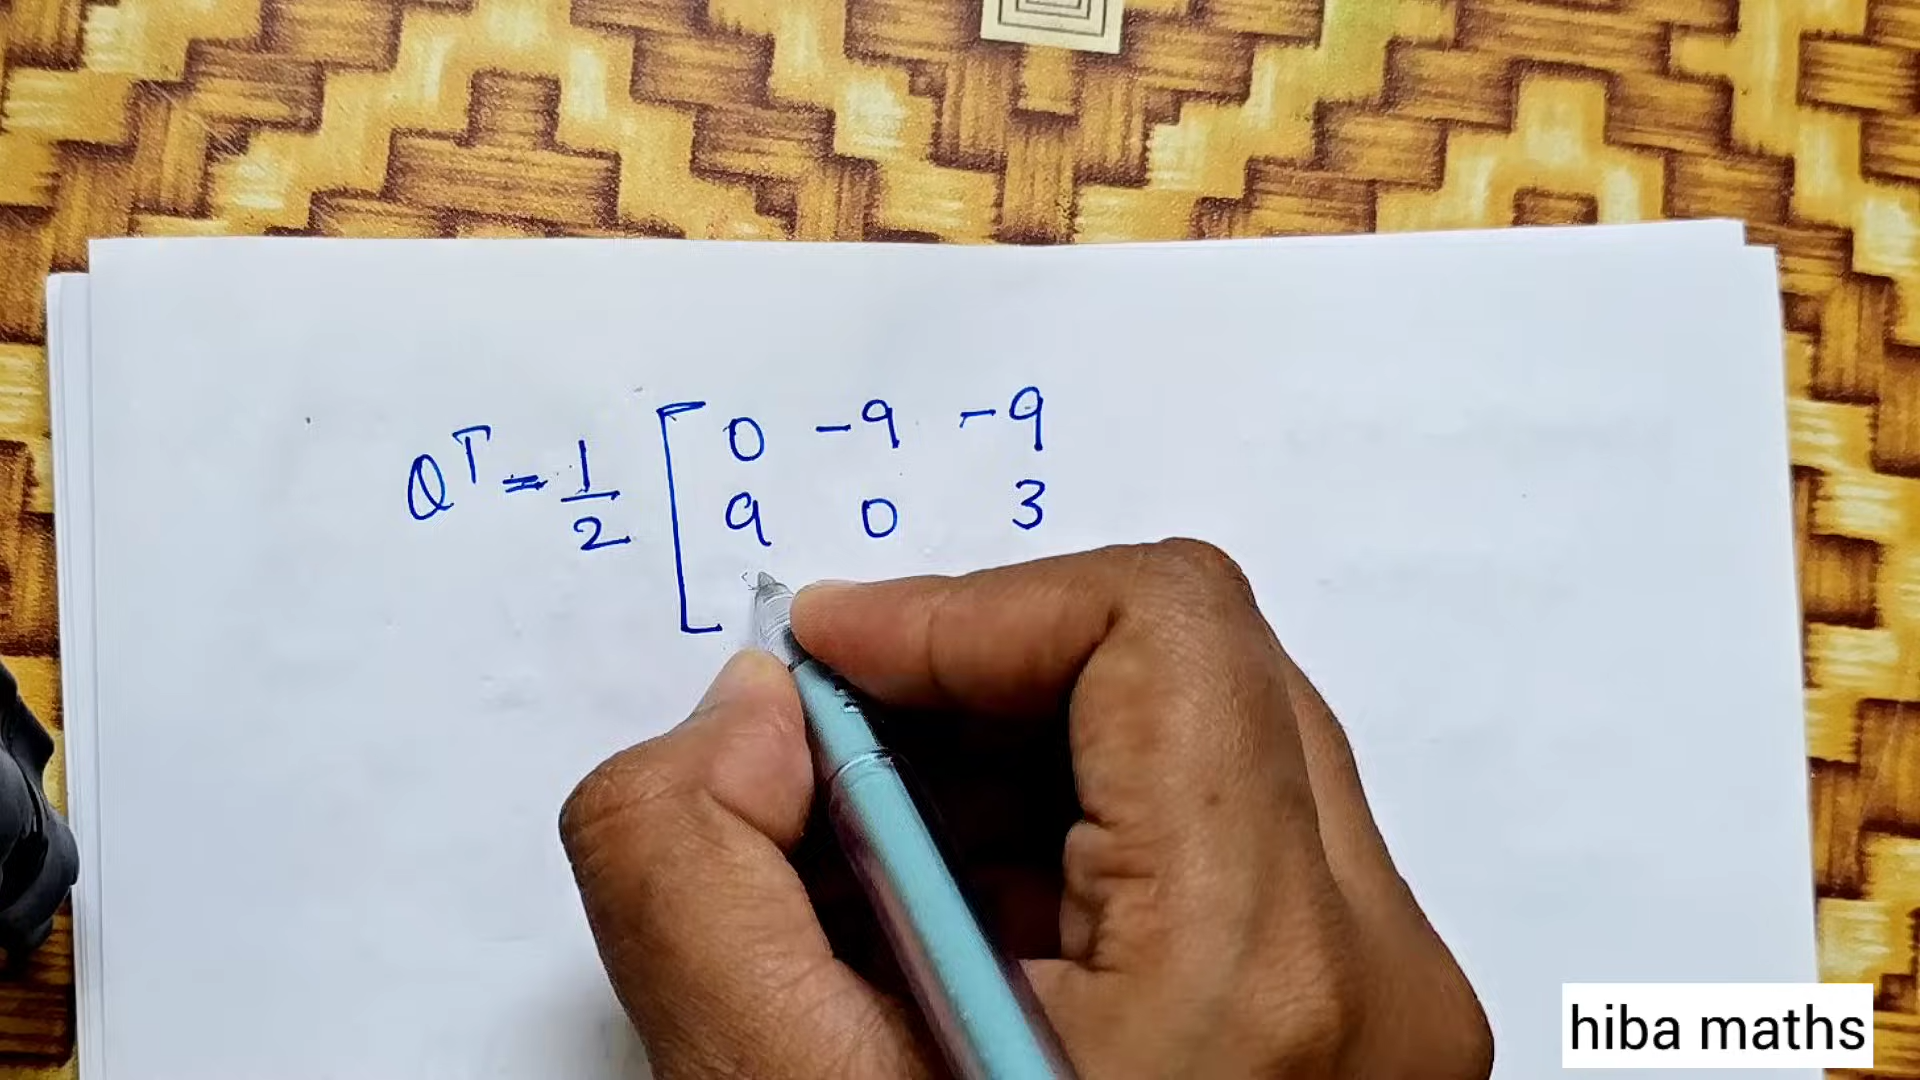 Qᵀ = 1/2 [ 0 -9 -9
9 0 3
hiba maths